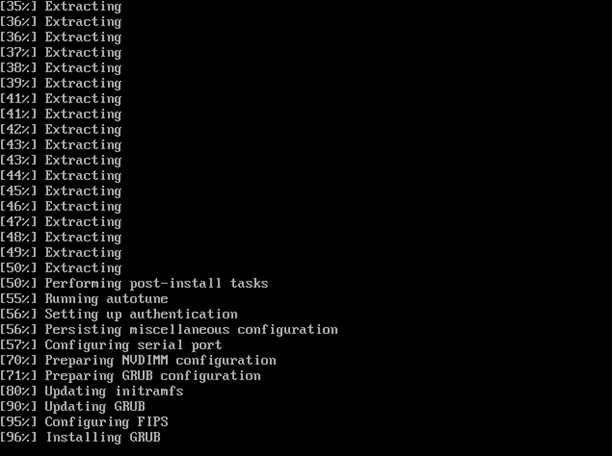 [35%] Extracting
[36%] Extracting
[36%] Extracting
[37%] Extracting
[38%] Extracting
[39%] Extracting
[41%] Extracting
[41%] Extracting
[42%] Extracting
[43%] Extracting
[43%] Extracting
[44%] Extracting
[45%] Extracting
[46%] Extracting
[47%] Extracting
[48%] Extracting
[49%] Extracting
[50%] Extracting
[50%] Performing post-install tasks
[55%] Running autotune
[56%] Setting up authentication
[56%] Persisting miscellaneous configuration
[57%] Configuring serial port
[70%] Preparing NVDIMM configuration
[71%] Preparing GRUB configuration
[80%] Updating initramfs
[90%] Updating GRUB
[95%] Configuring FIPS
[96%] Installing GRUB